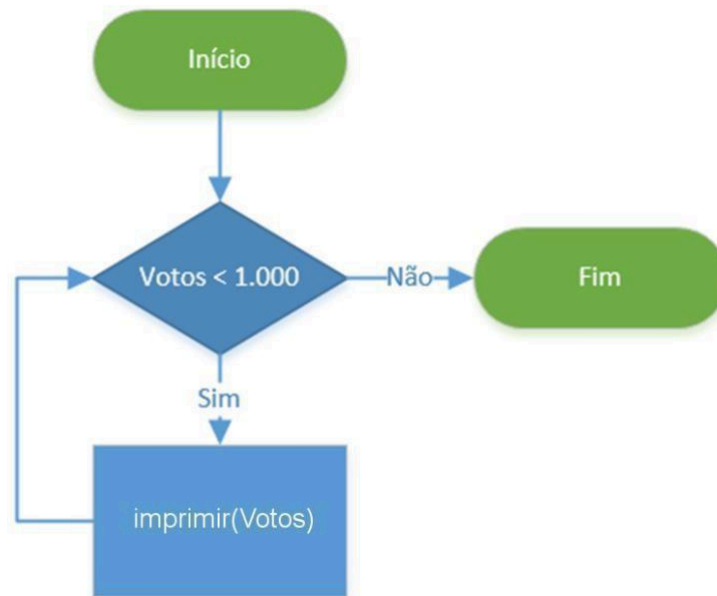 Início
Votos < 1.000
Não
Fim
Sim
imprimir(Votos)